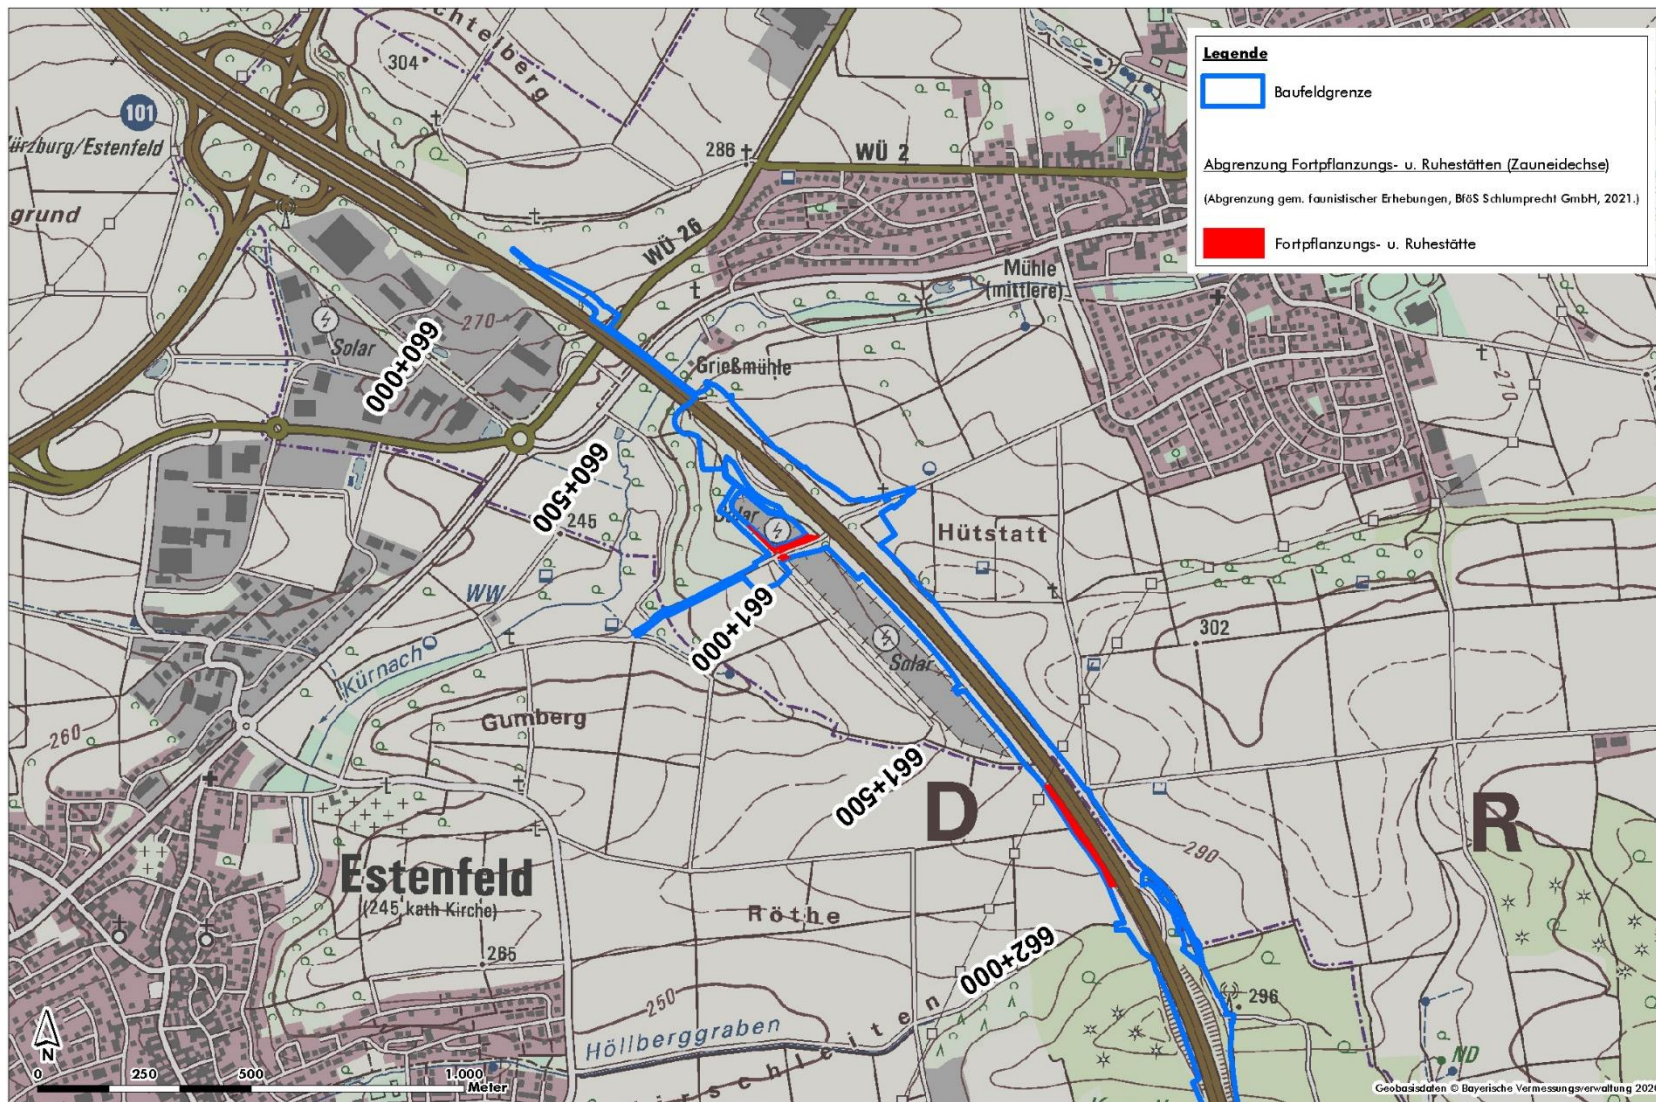 Legende
Baufeldgrenze
Abgrenzung Fortpflanzungs- u. Ruhestätten (Zauneidechse)
(Abgrenzung gem. faunistischer Erhebungen, BföS Schlumprecht GmbH, 2021.)
Fortpflanzungs- u. Ruhestätte
304
101
286
WÜ 2
WÜ 26
grund
Mühle
(mittlere)
270
Solar
660+000
Grießmühle
270
660+500
245
Solar
Hütstatt
WW
661+000
302
Kürnach
Solar
Gumberg
260
661+500
D
R
290
Estenfeld
(245 kath Kirche)
Röthe
265
662+000
250
296
Höllberggraben
ND
N
0
250
500
1.000
Meter
Geobasisdaten © Bayerische Vermessungsverwaltung 2020